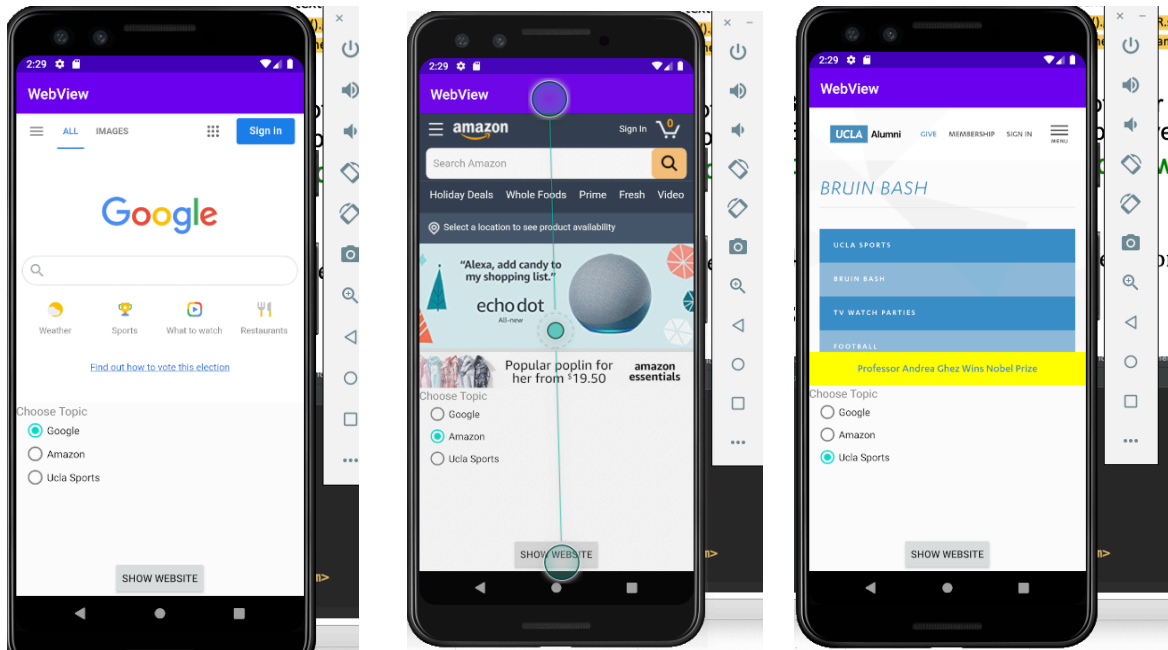 2:29
WebView
ALL IMAGES Sign in
Google
Weather Sports What to watch Restaurants
Find out how to vote this election
Choose Topic
Google
Amazon
Ucla Sports
SHOW WEBSITE
2:29
WebView
amazon Sign In 0
Search Amazon
Holiday Deals Whole Foods Prime Fresh Video
Select a location to see product availability
“Alexa, add candy to
my shopping list.”
echo dot
All-new
Popular poplin for
her from $19.50
amazon
essentials
Choose Topic
Google
Amazon
Ucla Sports
SHOW WEBSITE
2:29
WebView
UCLA Alumni GIVE MEMBERSHIP SIGN IN MENU
BRUIN BASH
UCLA SPORTS
BRUIN BASH
TV WATCH PARTIES
FOOTBALL
Professor Andrea Ghez Wins Nobel Prize
Choose Topic
Google
Amazon
Ucla Sports
SHOW WEBSITE